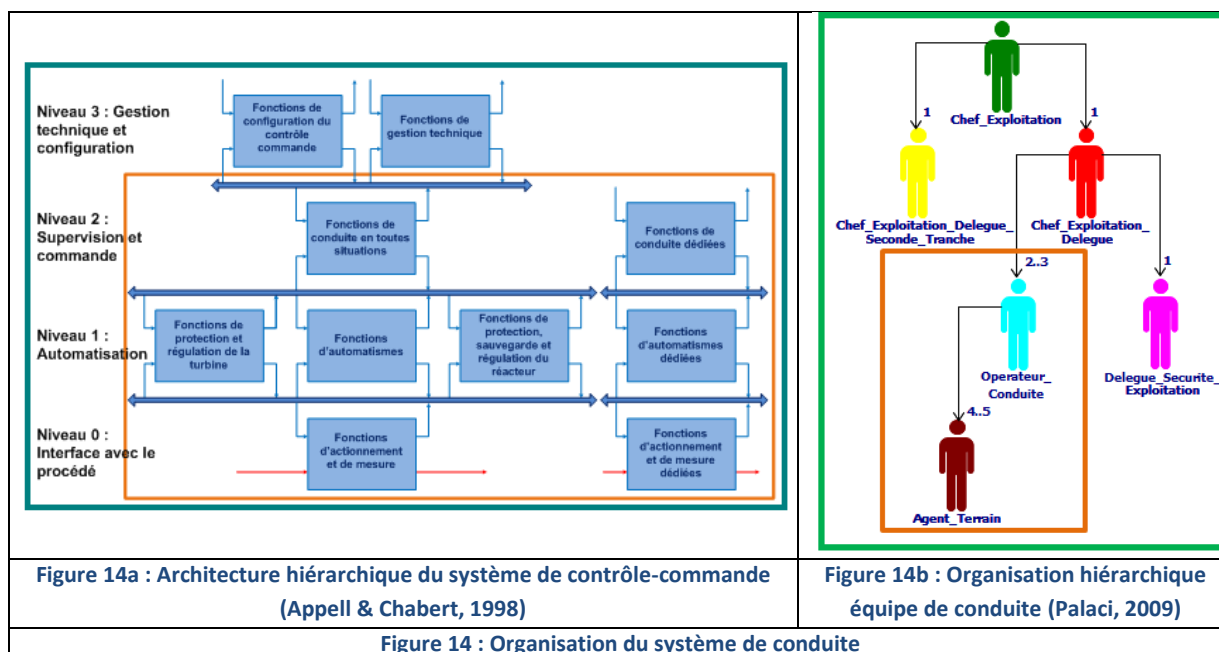 Niveau 3 : Gestion
technique et
configuration
Fonctions de
configuration du
contrôle
commande
Fonctions de
gestion technique
Niveau 2 :
Supervision et
commande
Fonctions de
conduite en toutes
situations
Fonctions de
conduite dédiées
Niveau 1 :
Automatisation
Fonctions de
protection et
régulation de la
turbine
Fonctions
d'automatismes
Fonctions de
protection,
sauvegarde et
régulation du
réacteur
Fonctions
d'automatismes
dédiées
Niveau 0 :
Interface avec le
procédé
Fonctions
d'actionnement
et de mesure
Fonctions
d'actionnement
et de mesure
dédiées
Chef_Exploitation
1
1
Chef_Exploitation_Delegue_
Seconde_Tranche
Chef_Exploitation_
Delegue
2..3
1
Operateur_
Conduite
Delegue_Securite_
Exploitation
4..5
Agent_Terrain
Figure 14a : Architecture hiérarchique du système de contrôle-commande
(Appell & Chabert, 1998)
Figure 14b : Organisation hiérarchique
équipe de conduite (Palaci, 2009)
Figure 14 : Organisation du système de conduite